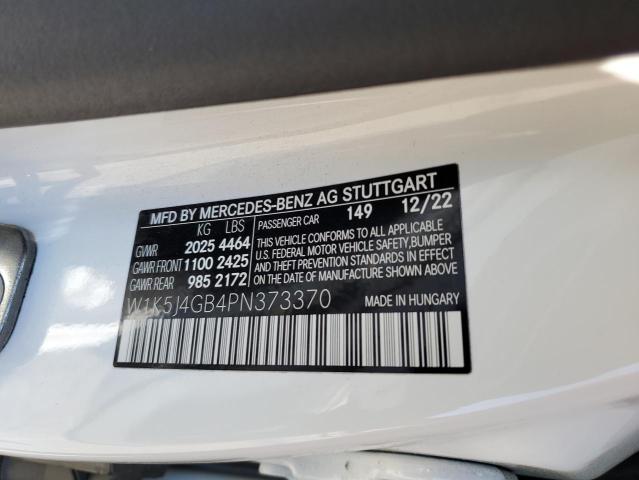 MFD BY MERCEDES-BENZ AG STUTTGART
KG LBS PASSENGER CAR 149 12/22
GVWR 2025 4464
GAWR FRONT 1100 2425
GAWR REAR 985 2172
THIS VEHICLE CONFORMS TO ALL APPLICABLE
U.S. FEDERAL MOTOR VEHICLE SAFETY, BUMPER
AND THEFT PREVENTION STANDARDS IN EFFECT
ON THE DATE OF MANUFACTURE SHOWN ABOVE.
W1K5J4GB4PN373370 MADE IN HUNGARY